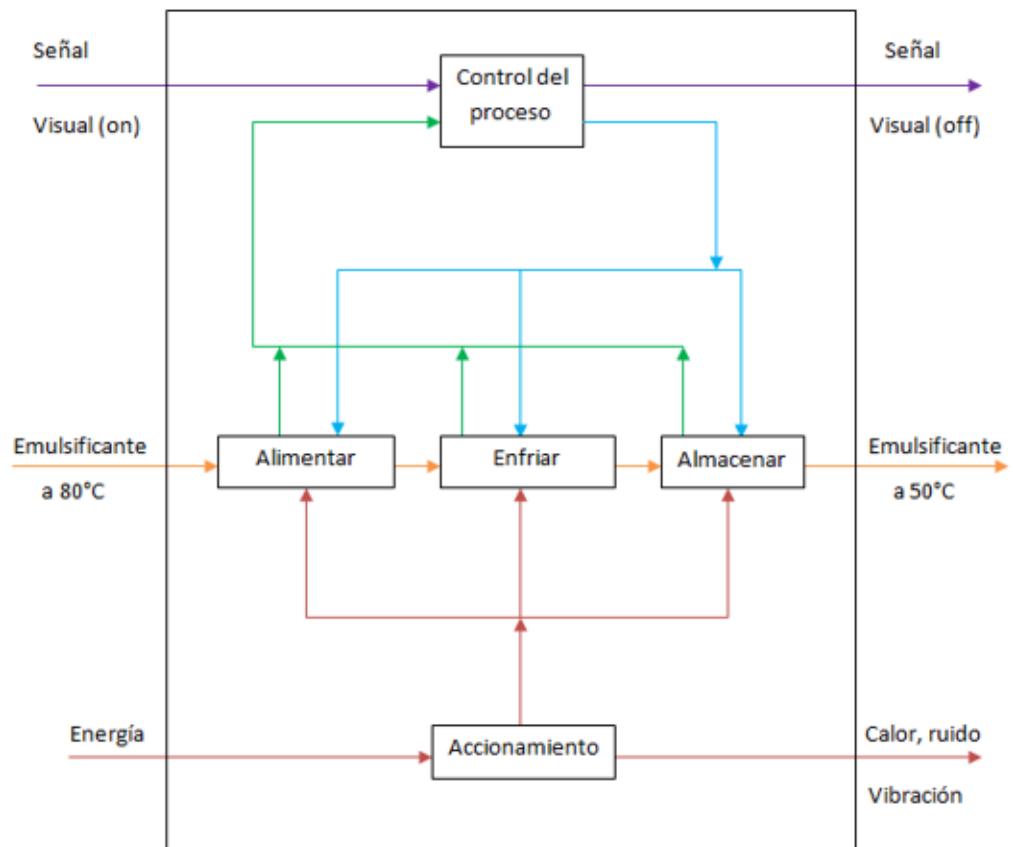 Señal
Visual (on)
Control del
proceso
Señal
Visual (off)
Emulsificante
a 80°C
Alimentar
Enfriar
Almacenar
Emulsificante
a 50°C
Energía
Accionamiento
Calor, ruido
Vibración